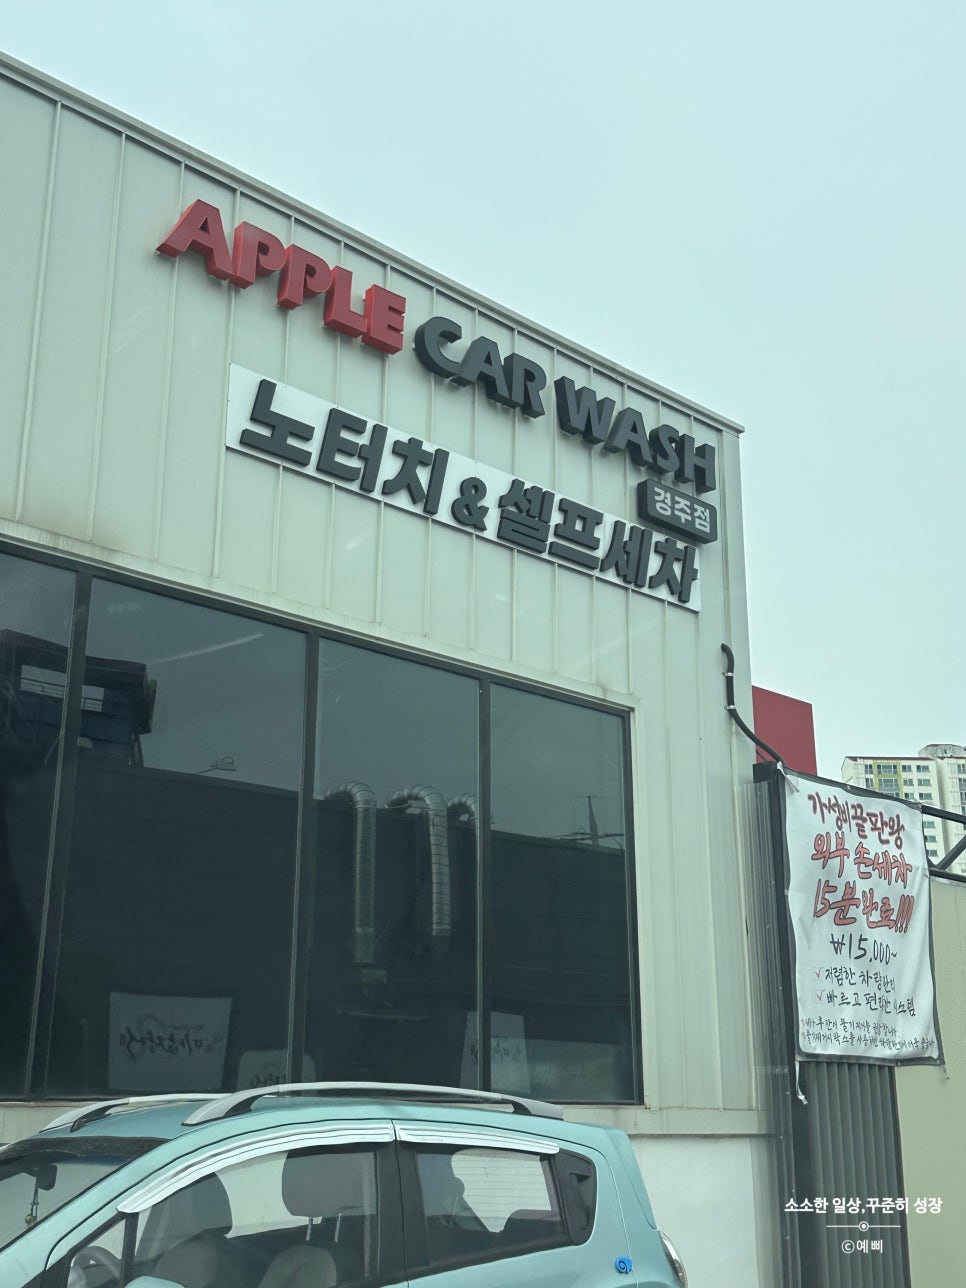 APPLE CAR WASH
경주점
노터치 & 셀프세차
가성비끝판왕
외부 손세차
15분 완료!!!
₩15,000~
저렴한 차량관리
빠르고 편리한 시스템
소소한 일상,꾸준히 성장
ⓒ예삐